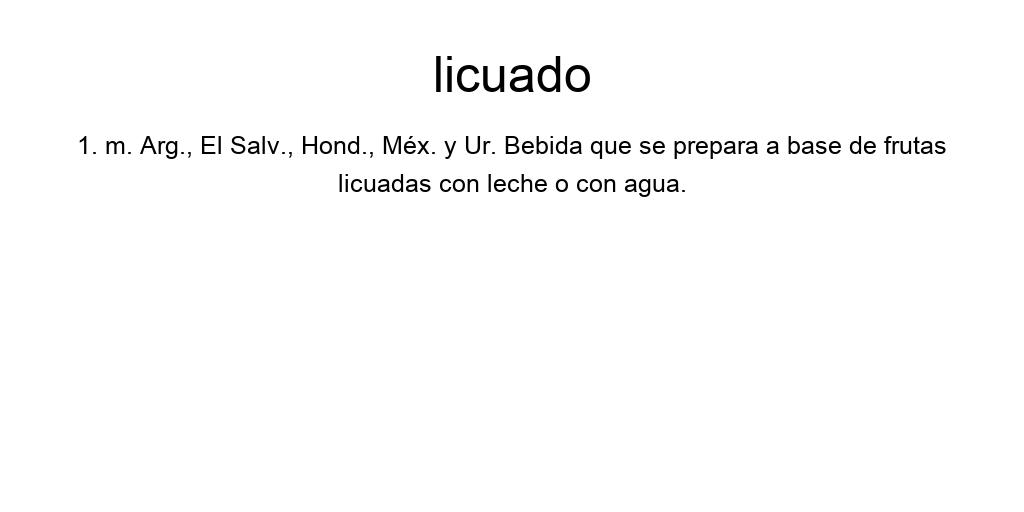 licuado
1. m. Arg., El Salv., Hond., Méx. y Ur. Bebida que se prepara a base de frutas
licuadas con leche o con agua.